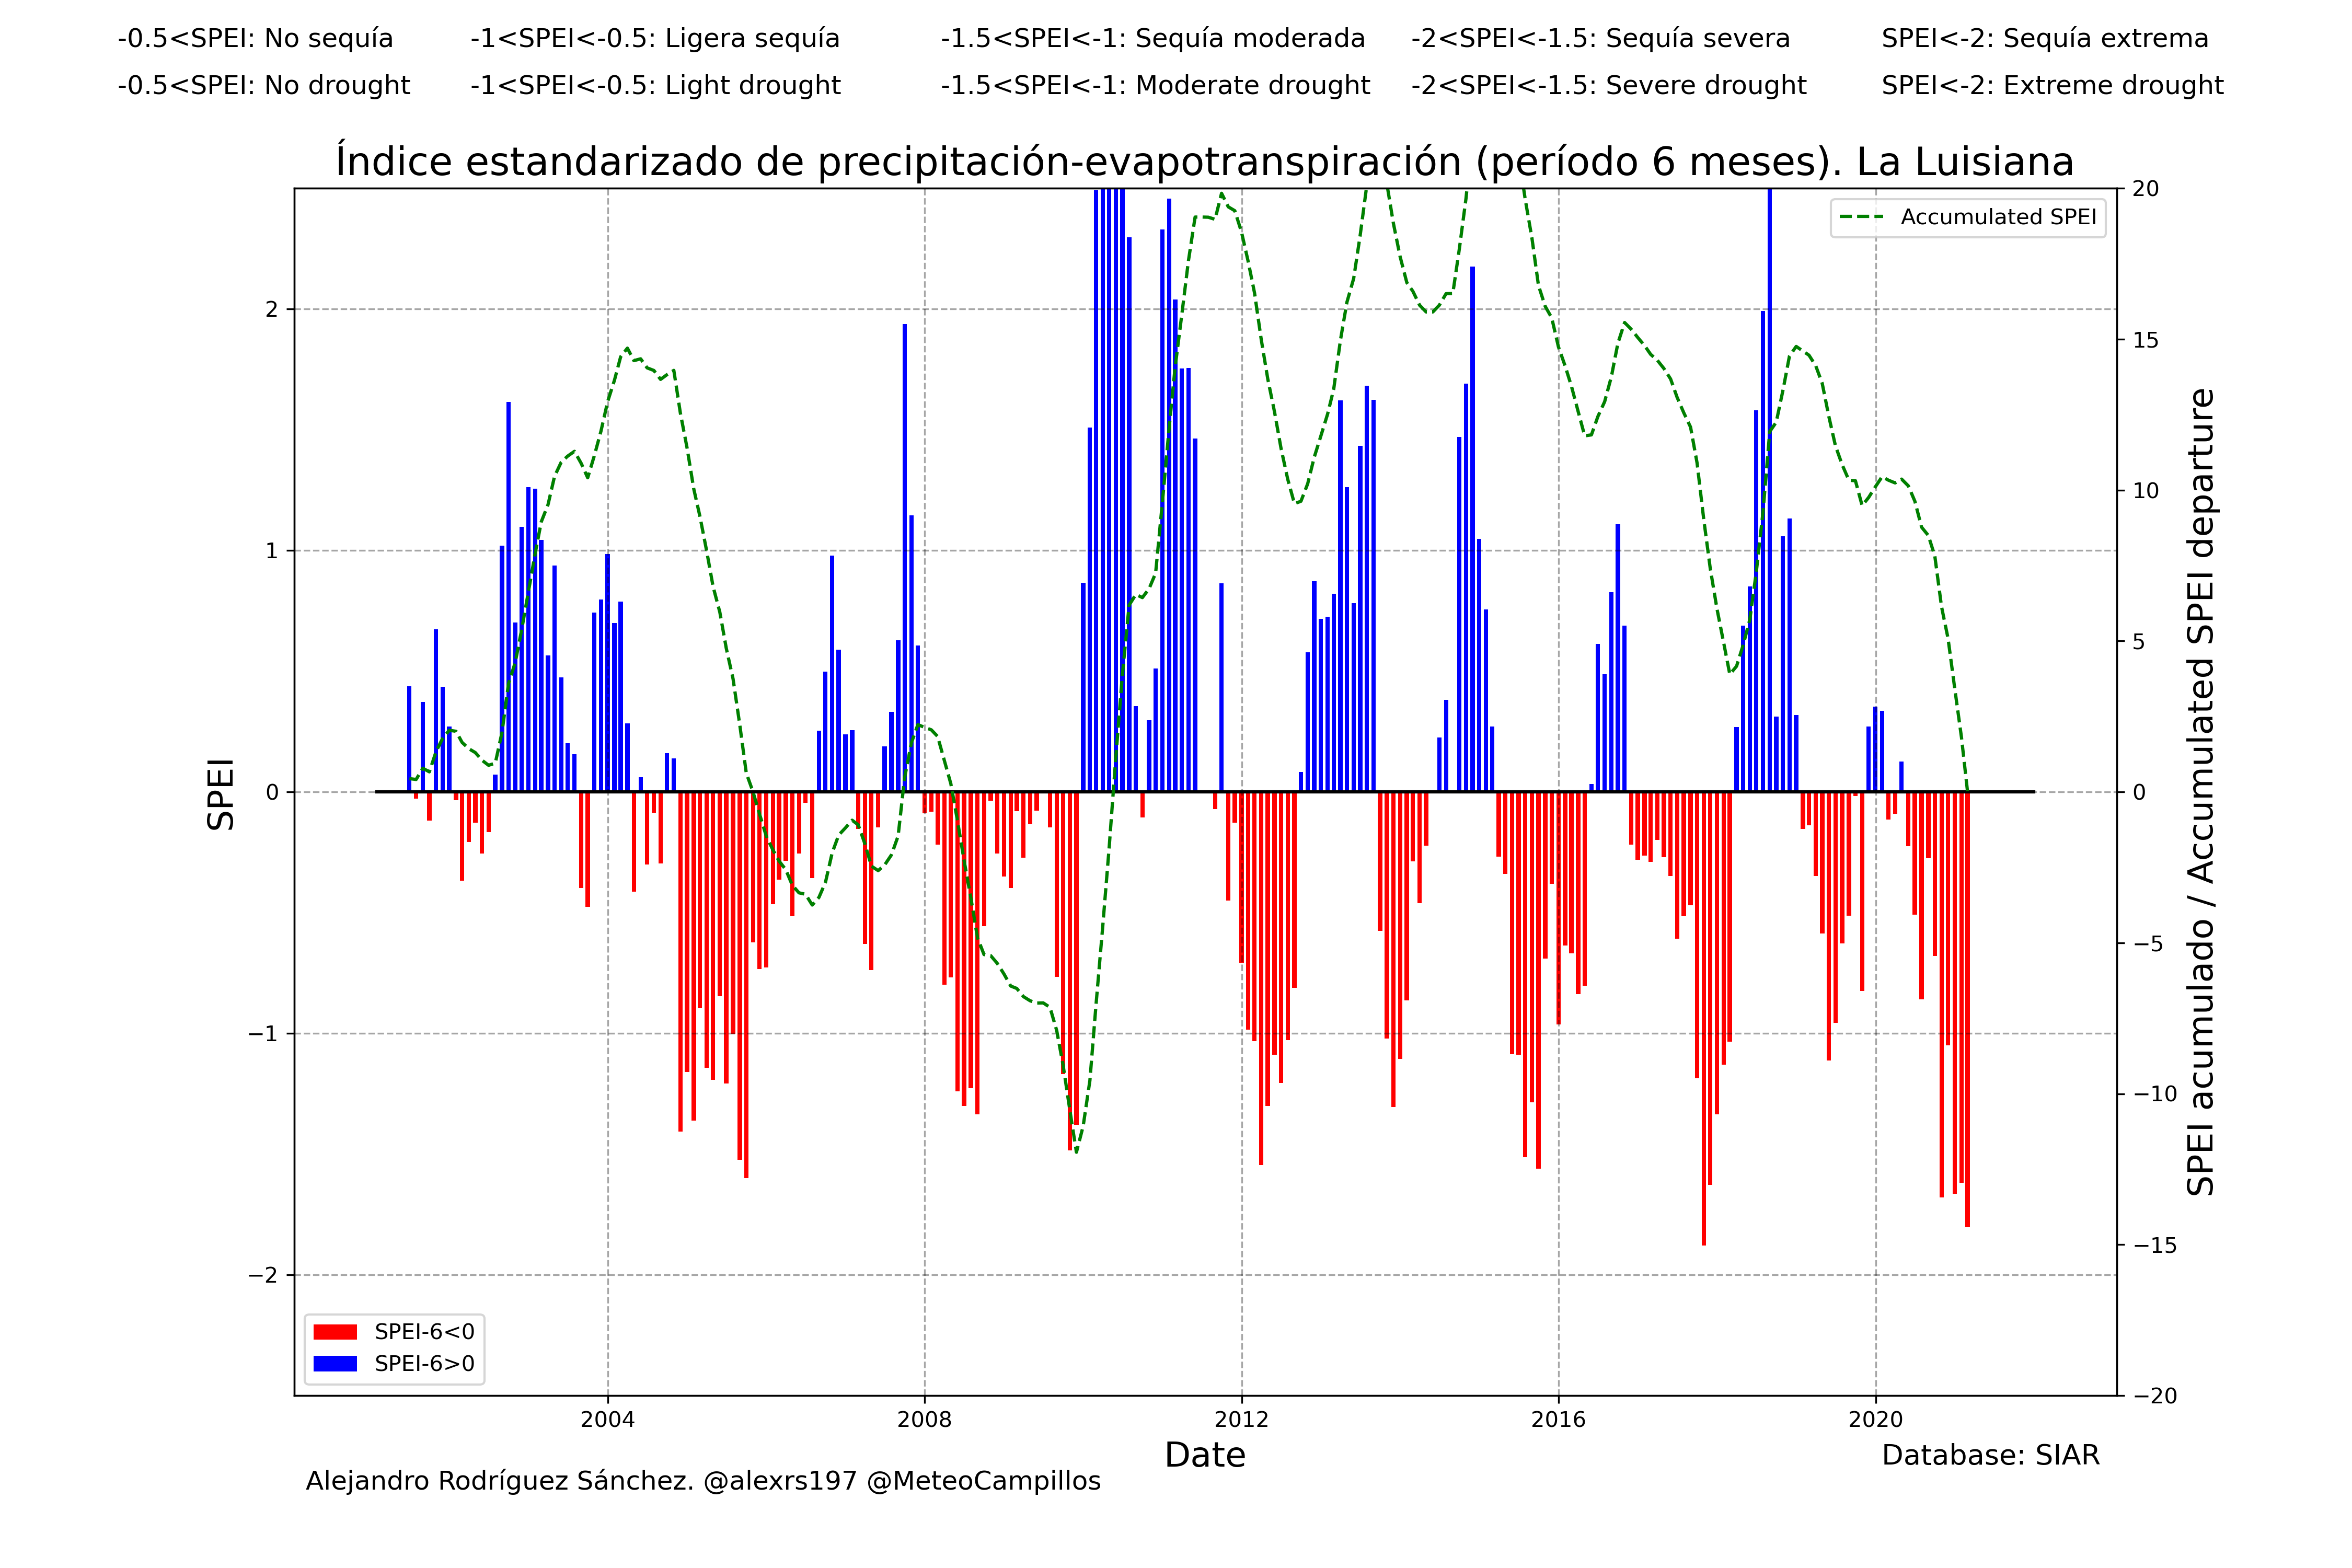 -0.5<SPEI: No sequía -1<SPEI<-0.5: Ligera sequía -1.5<SPEI<-1: Sequía moderada -2<SPEI<-1.5: Sequía severa SPEI<-2: Sequía extrema
-0.5<SPEI: No drought -1<SPEI<-0.5: Light drought -1.5<SPEI<-1: Moderate drought -2<SPEI<-1.5: Severe drought SPEI<-2: Extreme drought
Índice estandarizado de precipitación-evapotranspiración (período 6 meses). La Luisiana
Accumulated SPEI
SPEI
2
1
0
−1
−2
20
15
10
5
0
−5
−10
−15
−20
SPEI acumulado / Accumulated SPEI departure
SPEI-6<0
SPEI-6>0
2004 2008 2012 2016 2020
Date
Database: SIAR
Alejandro Rodríguez Sánchez. @alexrs197 @MeteoCampillos